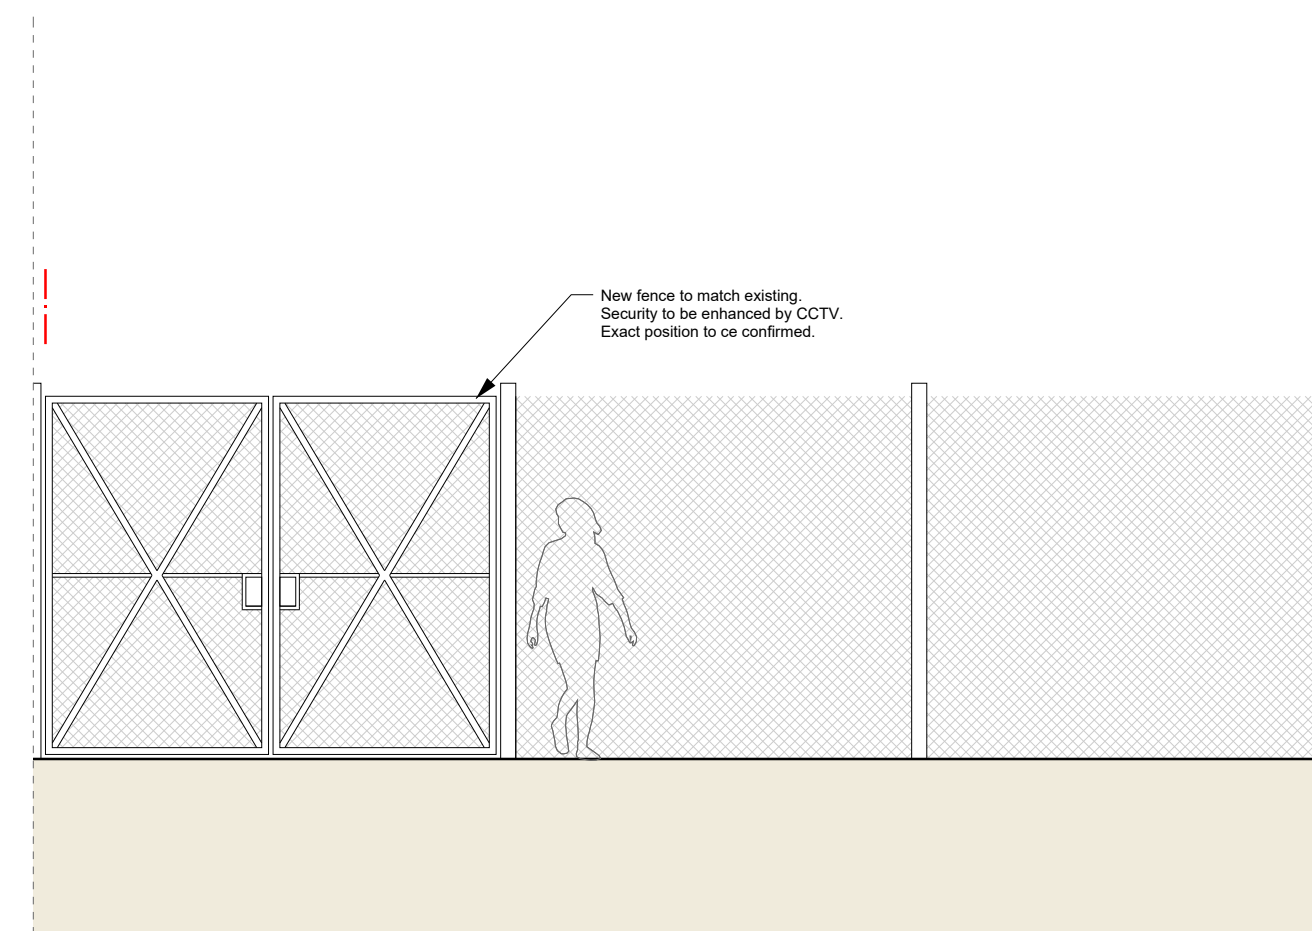 New fence to match existing.
Security to be enhanced by CCTV.
Exact position to ce confirmed.